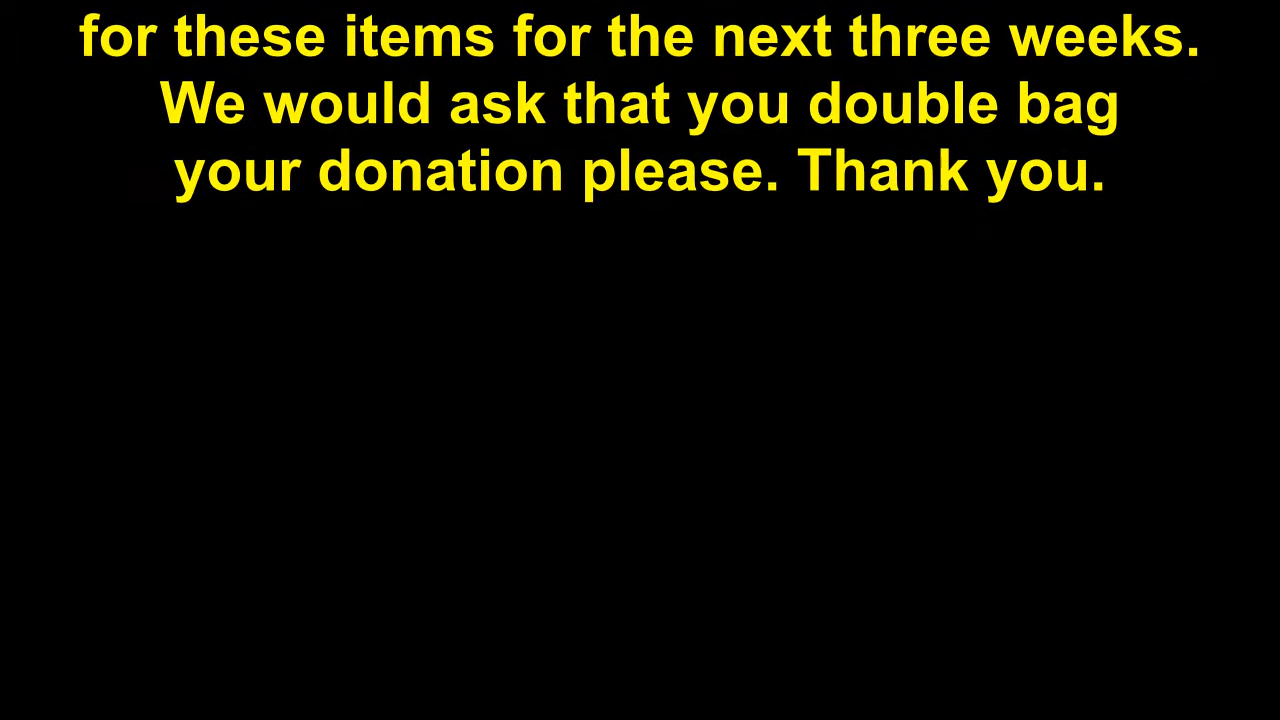 for these items for the next three weeks.
We would ask that you double bag
your donation please. Thank you.